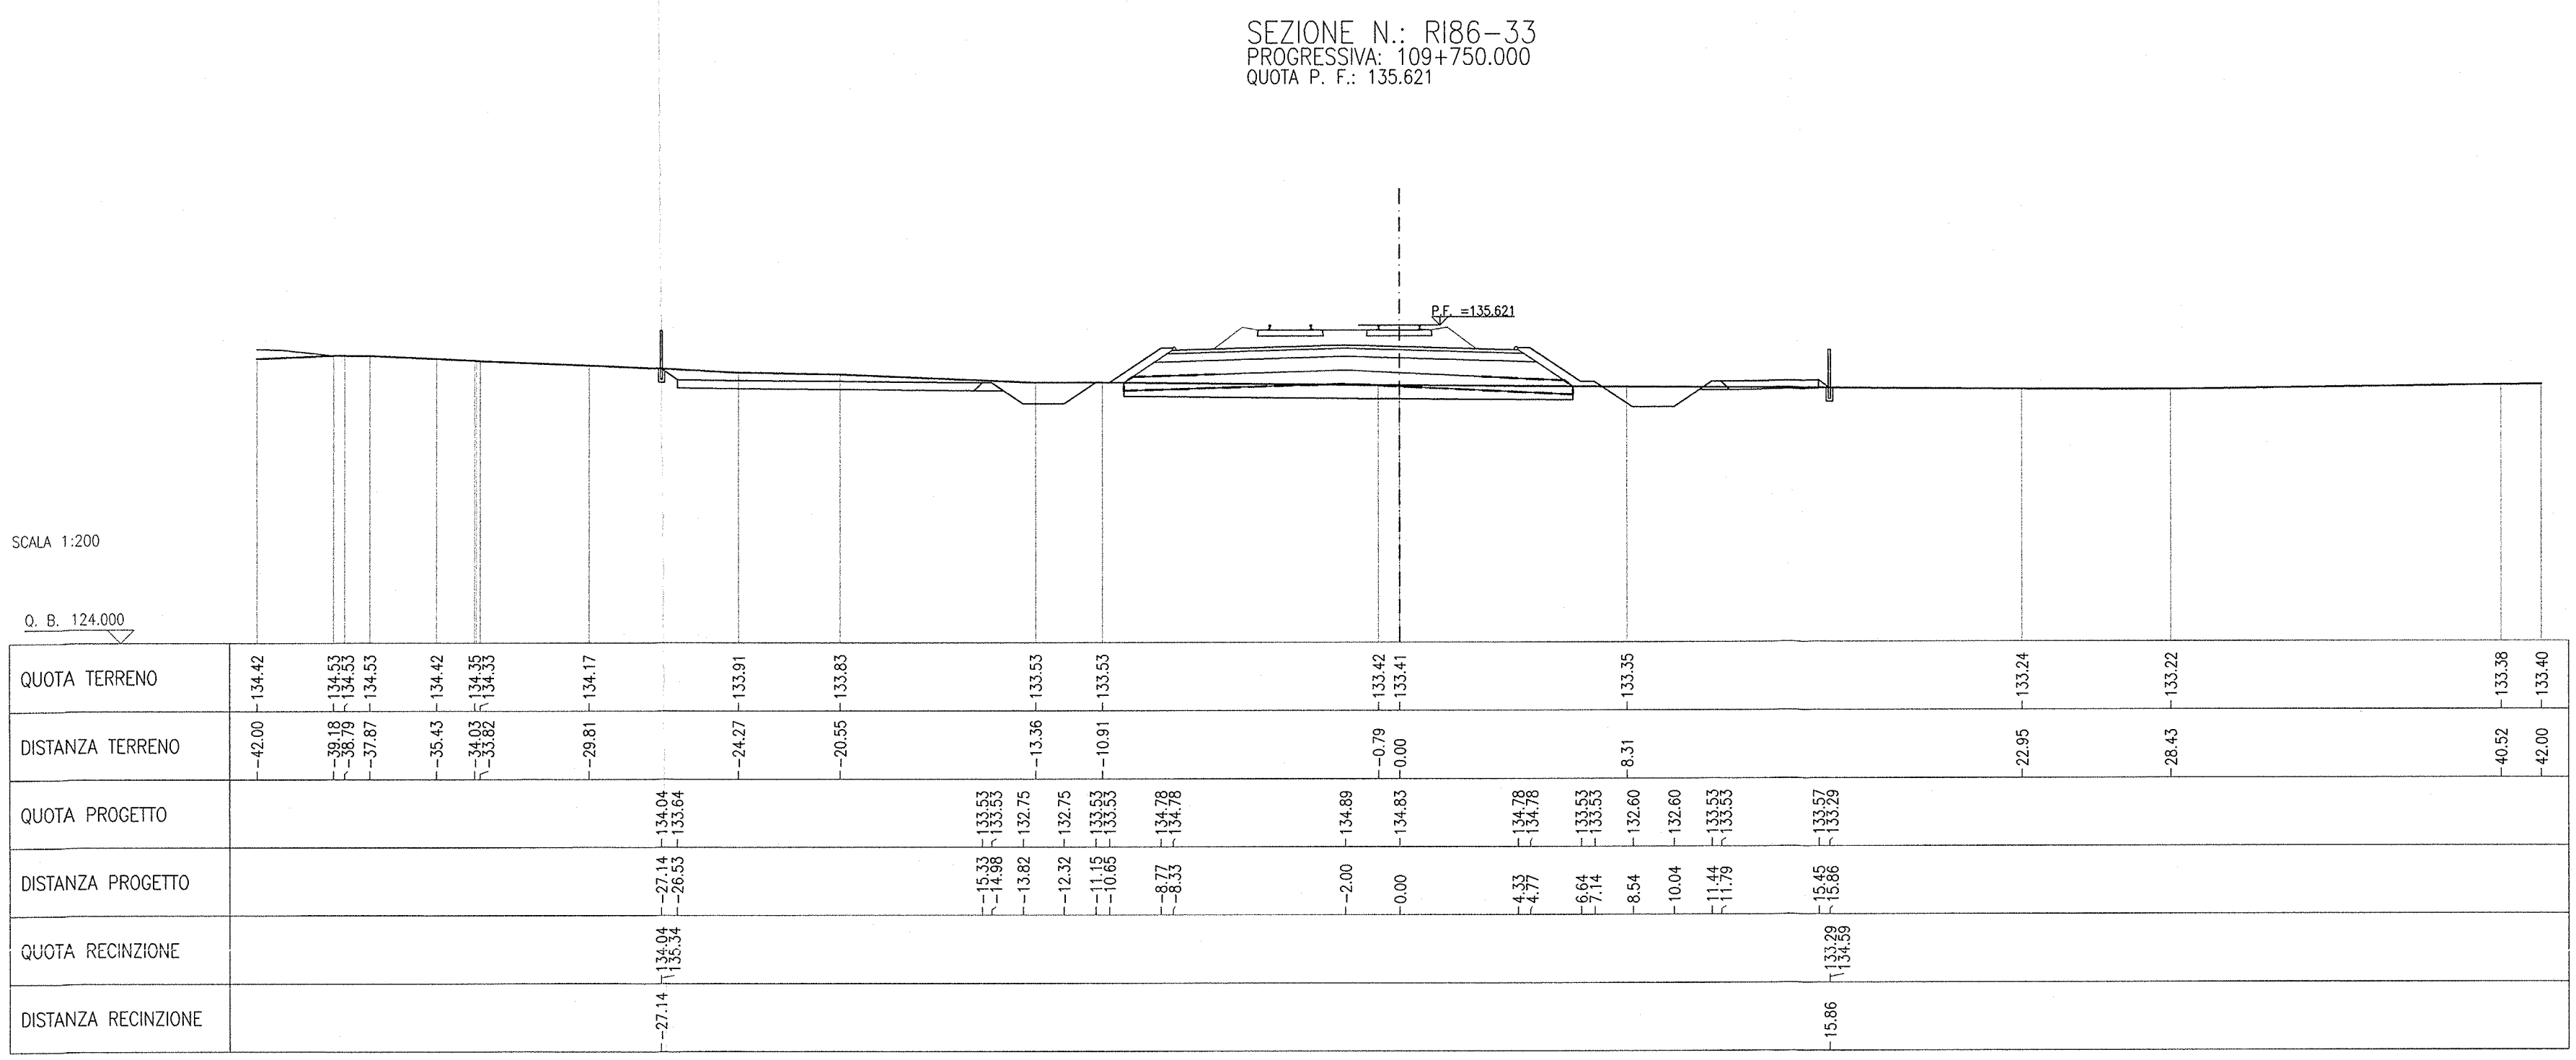 SEZIONE N.: RI86-33
PROGRESSIVA: 109+750.000
QUOTA P. F.: 135.621
P.F. =135.621
SCALA 1:200
Q. B. 124.000
QUOTA TERRENO 134.42 134.53 134.53 134.53 134.42 134.35 134.33 134.17 133.91 133.83 133.53 133.53 133.42 133.41 133.35 133.24 133.22 133.38 133.40
DISTANZA TERRENO -42.00 -39.18 -38.79 -37.87 -35.43 -34.03 -33.82 -29.81 -24.27 -20.55 -13.36 -10.91 -0.79 0.00 8.31 22.95 28.43 40.52 42.00
QUOTA PROGETTO 134.04 133.64 133.53 133.53 132.75 132.75 133.53 133.53 134.78 134.78 134.89 134.83 134.78 134.78 133.53 133.53 132.60 132.60 133.53 133.53 133.57 133.29
DISTANZA PROGETTO -27.14 -26.53 -15.33 -14.98 -13.82 -12.32 -11.15 -10.65 -8.77 -8.33 -2.00 0.00 4.33 4.77 6.64 7.14 8.54 10.04 11.44 11.79 15.45 15.86
QUOTA RECINZIONE 134.04 135.34 133.29 134.59
DISTANZA RECINZIONE -27.14 15.86